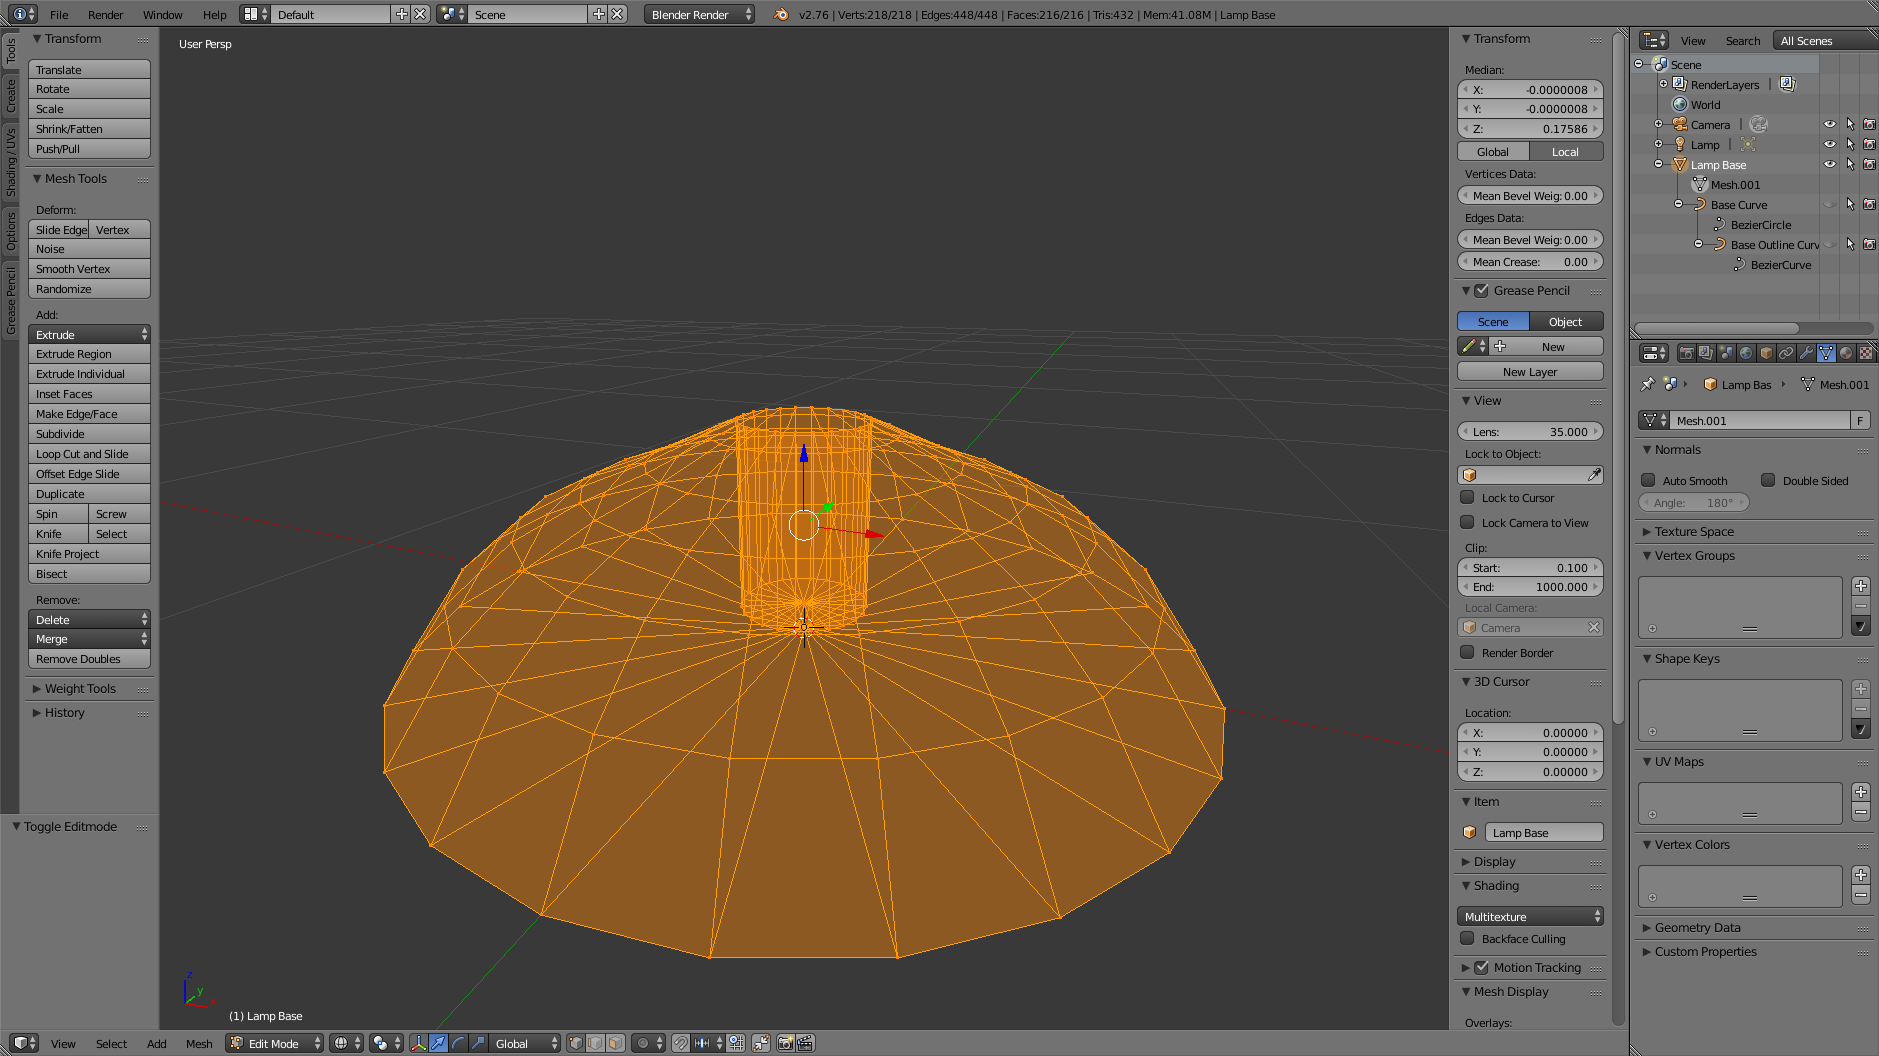 File Render Window Help Default Scene Blender Render v2.76 | Verts:218/218 | Edges:448/448 | Faces:216/216 | Tris:432 | Mem:41.08M | Lamp Base
Tools
Create
Shading / UVs
Options
Grease Pencil
Transform
Translate
Rotate
Scale
Shrink/Fatten
Push/Pull
Mesh Tools
Deform:
Slide Edge Vertex
Noise
Smooth Vertex
Randomize
Add:
Extrude
Extrude Region
Extrude Individual
Inset Faces
Make Edge/Face
Subdivide
Loop Cut and Slide
Offset Edge Slide
Duplicate
Spin Screw
Knife Select
Knife Project
Bisect
Remove:
Delete
Merge
Remove Doubles
Weight Tools
History
Toggle Editmode
User Persp
z
y
x
(1) Lamp Base
Transform
Median:
X: -0.0000008
Y: -0.0000008
Z: 0.17586
Global Local
Vertices Data:
Mean Bevel Weig: 0.00
Edges Data:
Mean Bevel Weig: 0.00
Mean Crease: 0.00
Grease Pencil
Scene Object
New
New Layer
View
Lens: 35.000
Lock to Object:
Lock to Cursor
Lock Camera to View
Clip:
Start: 0.100
End: 1000.000
Local Camera:
Camera
Render Border
3D Cursor
Location:
X: 0.00000
Y: 0.00000
Z: 0.00000
Item
Lamp Base
Display
Shading
Multitexture
Backface Culling
Motion Tracking
Mesh Display
Overlays:
View Search All Scenes
Scene
RenderLayers |
World
Camera |
Lamp |
Lamp Base
Mesh.001
Base Curve
BezierCircle
Base Outline Curv
BezierCurve
Lamp Bas Mesh.001
Mesh.001 F
Normals
Auto Smooth Double Sided
Angle: 180°
Texture Space
Vertex Groups
Shape Keys
UV Maps
Vertex Colors
Geometry Data
Custom Properties
View Select Add Mesh Edit Mode Global